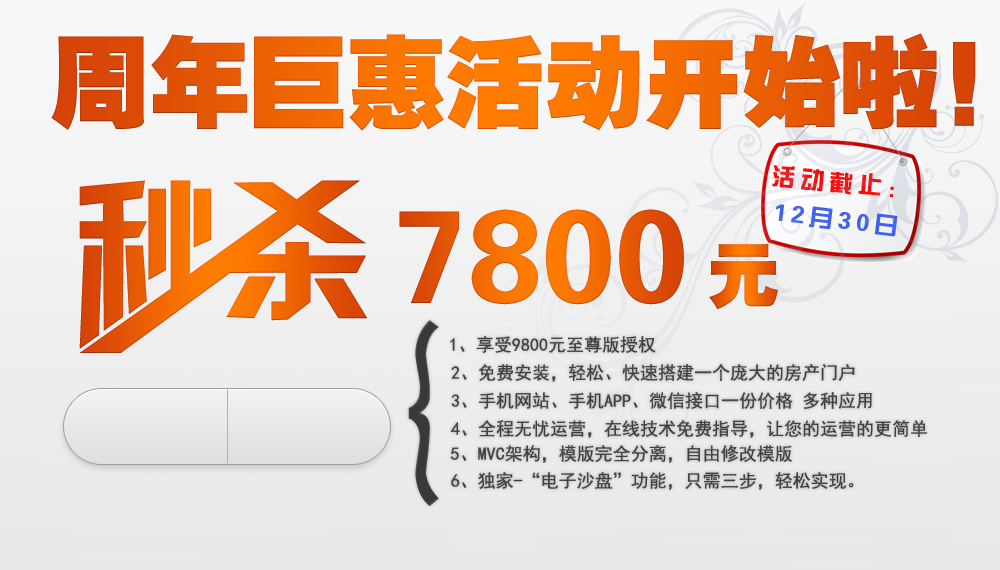 周年巨惠活动开始啦!
活动截止:
12月30日
秒杀 7800 元
1、享受9800元至尊版授权
2、免费安装，轻松、快速搭建一个庞大的房产门户
3、手机网站、手机APP、微信接口一份价格 多种应用
4、全程无忧运营，在线技术免费指导，让您的运营的更简单
5、MVC架构，模版完全分离，自由修改模版
6、独家-“电子沙盘”功能，只需三步，轻松实现。